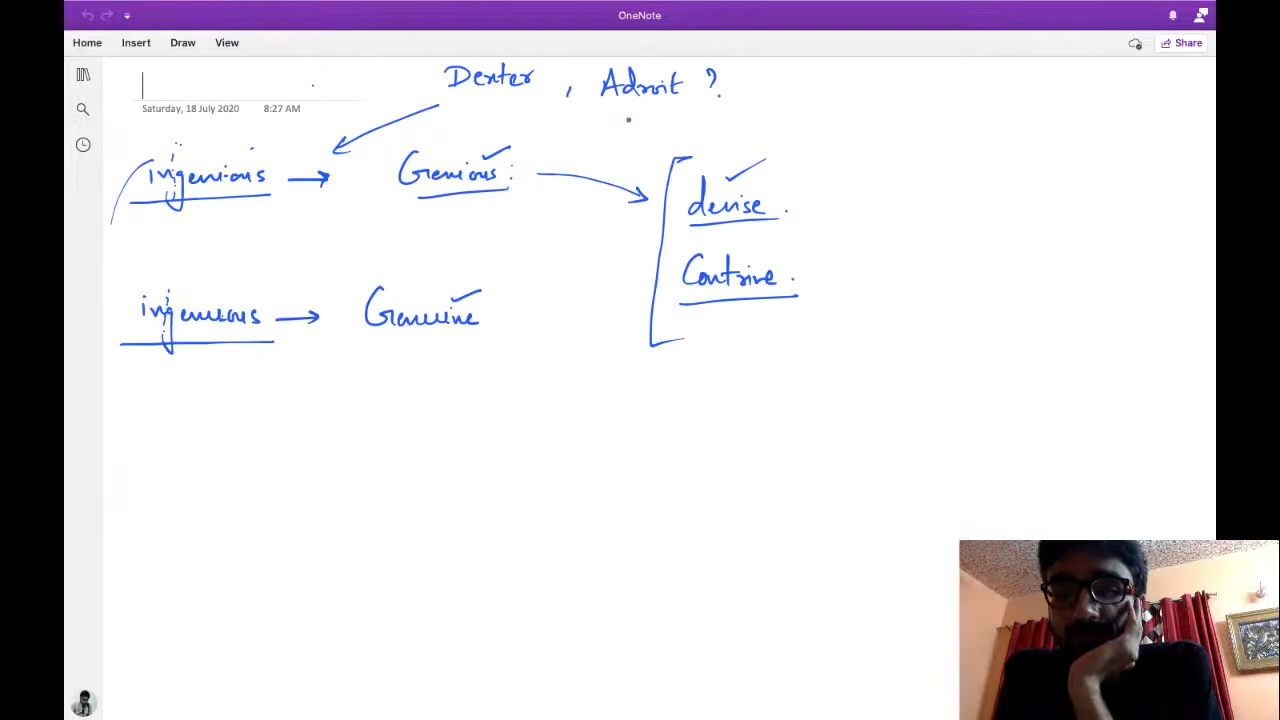 OneNote
Home Insert Draw View Share
Dexter, Adroit ?
Saturday, 18 July 2020 8:27 AM
ingenious → Genious :
devise .
Contrive .
ingenuous → Genuine